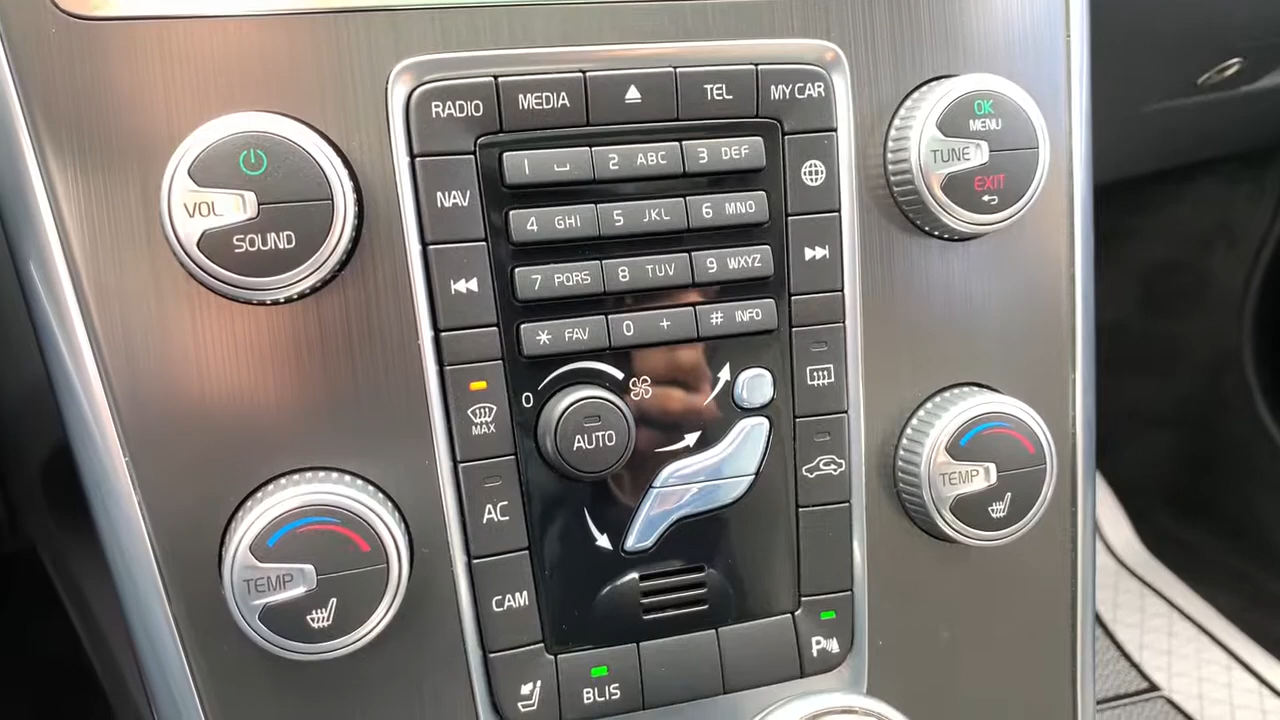 RADIO
MEDIA
TEL
MY CAR
OK
MENU
TUNE
EXIT
VOL
SOUND
NAV
1
2 ABC
3 DEF
4 GHI
5 JKL
6 MNO
7 PQRS
8 TUV
9 WXYZ
* FAV
0 +
# INFO
MAX
0
AUTO
AC
TEMP
TEMP
CAM
BLIS
P